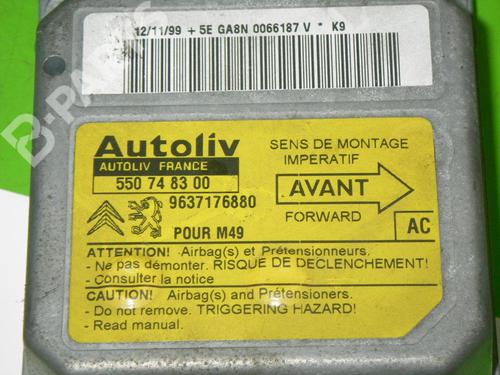 12/11/99 + 5E GA8N 0066187 V * K9
Autoliv
AUTOLIV FRANCE
550 74 83 00
9637176880
POUR M49
SENS DE MONTAGE
IMPERATIF
AVANT
FORWARD
AC
ATTENTION! Airbag(s) et Prétensionneurs.
- Ne pas démonter. RISQUE DE DECLENCHEMENT!
- Consulter la notice
CAUTION! Airbag(s) and Prétensioners.
- Do not remove. TRIGGERING HAZARD!
- Read manual.